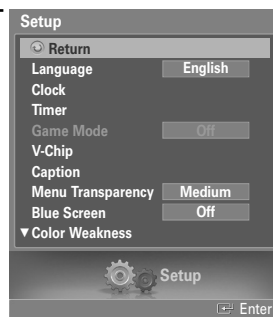 Setup
Return
Language English
Clock
Timer
Game Mode Off
V-Chip
Caption
Menu Transparency Medium
Blue Screen Off
▼ Color Weakness
Setup
Enter